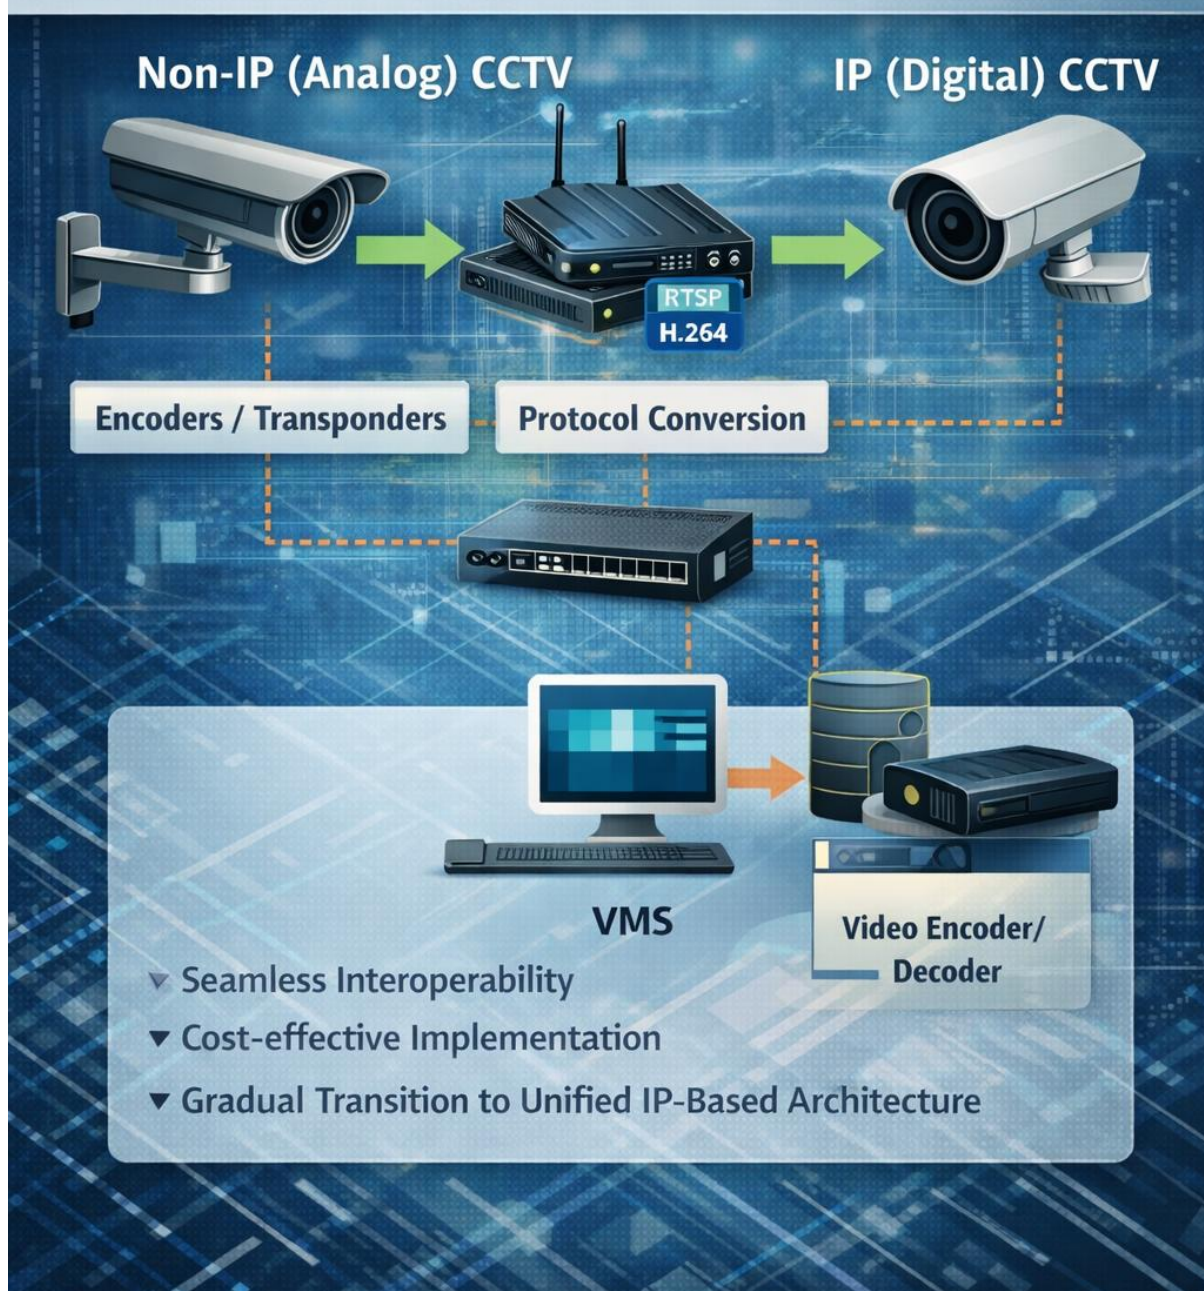 Non-IP (Analog) CCTV
IP (Digital) CCTV
RTSP
H.264
Encoders / Transponders
Protocol Conversion
VMS
Video Encoder/
Decoder
Seamless Interoperability
Cost-effective Implementation
Gradual Transition to Unified IP-Based Architecture